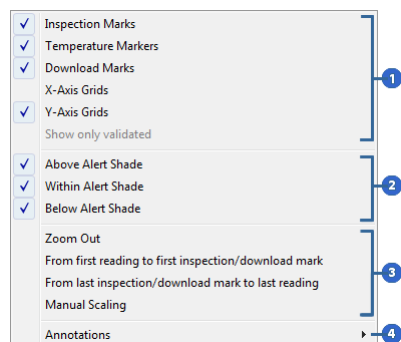 Inspection Marks
Temperature Markers
Download Marks
X-Axis Grids
Y-Axis Grids
Show only validated
1
Above Alert Shade
Within Alert Shade
Below Alert Shade
2
Zoom Out
From first reading to first inspection/download mark
From last inspection/download mark to last reading
Manual Scaling
3
Annotations
4